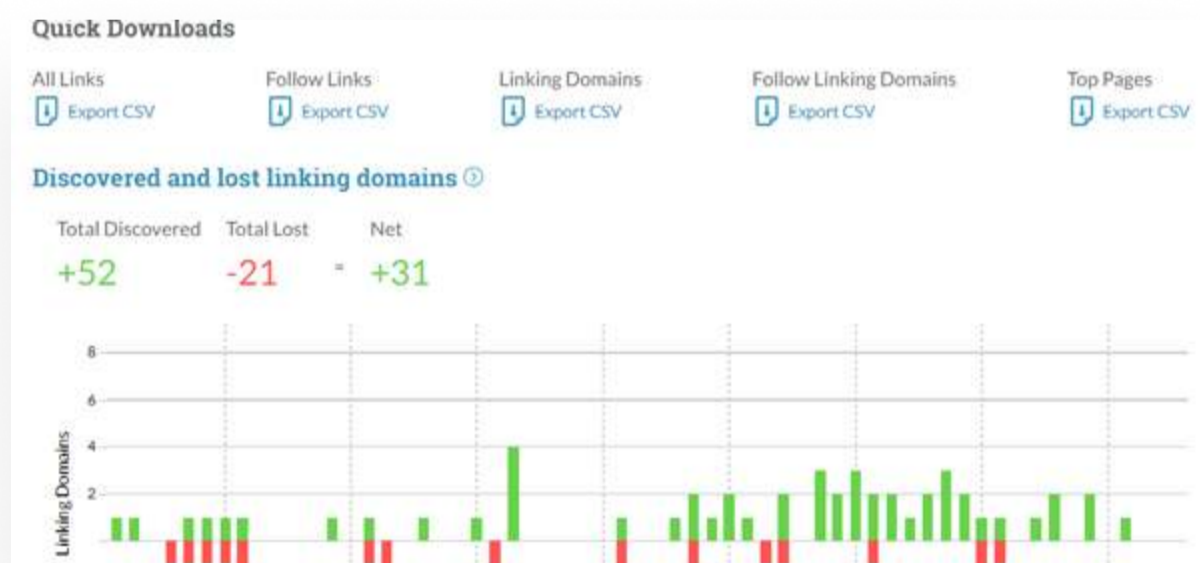 Quick Downloads
All Links Follow Links Linking Domains Follow Linking Domains Top Pages
Export CSV Export CSV Export CSV Export CSV Export CSV
Discovered and lost linking domains
Total Discovered Total Lost Net
+52 -21 = +31
8
6
4
2
Linking Domains